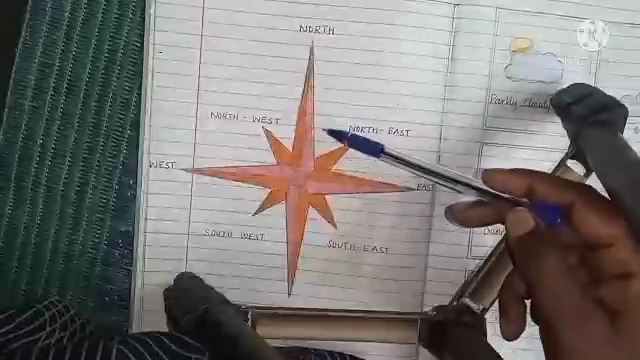 NORTH
NORTH - WEST
NORTH - EAST
WEST
EAST
SOUTH WEST
SOUTH - EAST
Partly Cloudy